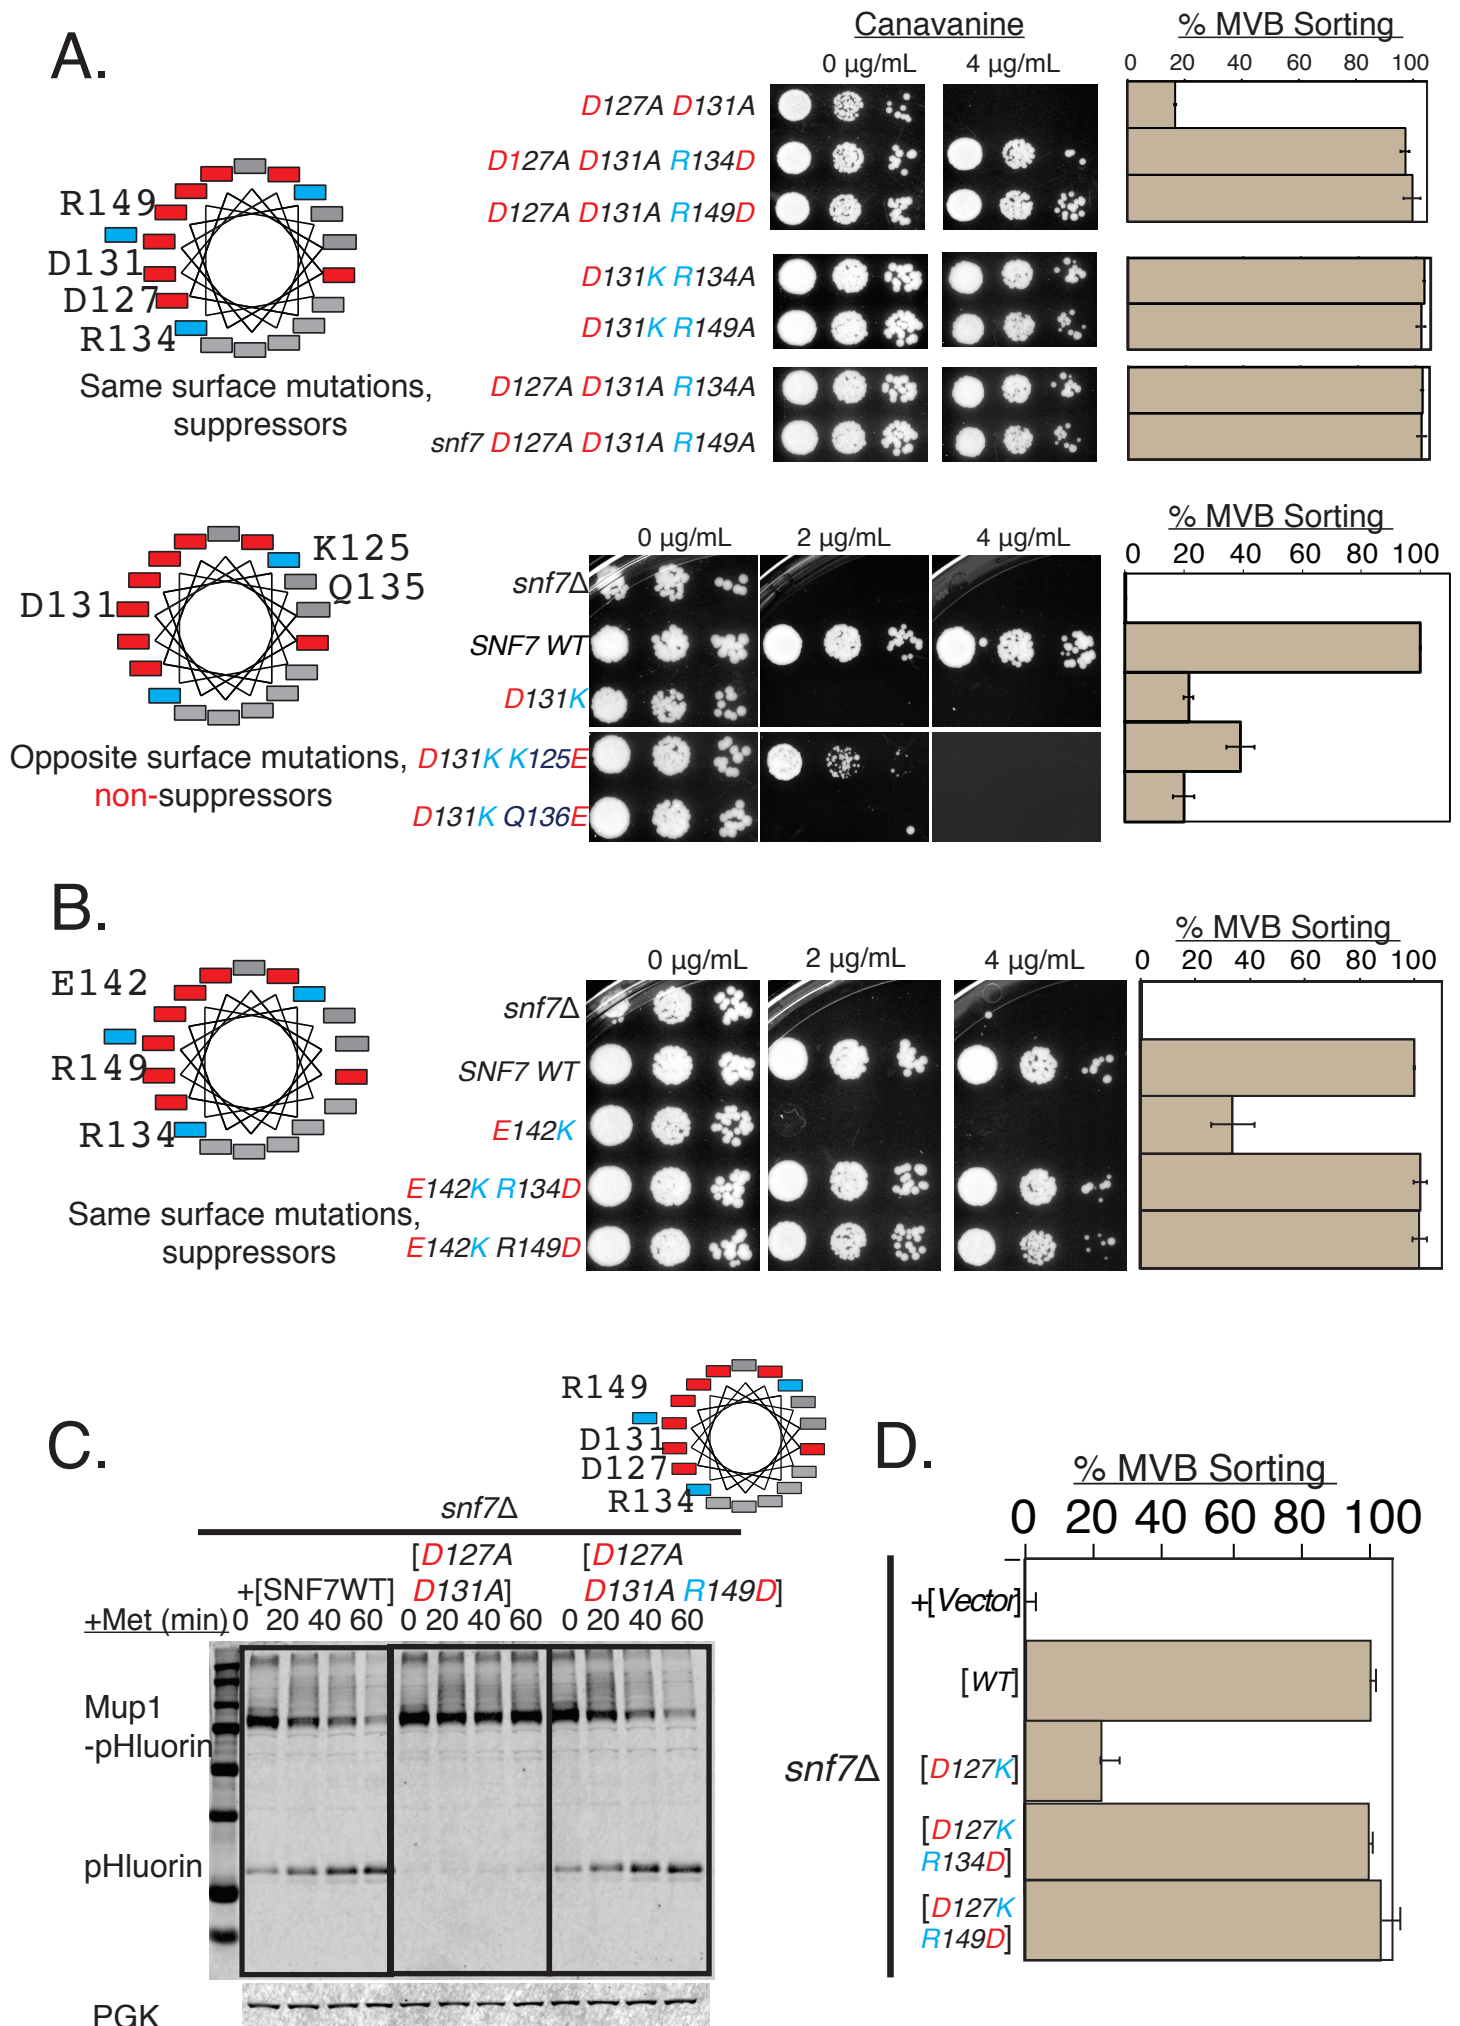 A.
Canavanine
0 µg/mL 4 µg/mL
% MVB Sorting
0 20 40 60 80 100
R149
D131
D127
R134
Same surface mutations,
suppressors
D127A D131A
D127A D131A R134D
D127A D131A R149D
D131K R134A
D131K R149A
D127A D131A R134A
snf7 D127A D131A R149A
K125
Q135
D131
Opposite surface mutations,
non-suppressors
0 µg/mL 2 µg/mL 4 µg/mL
% MVB Sorting
0 20 40 60 80 100
snf7Δ
SNF7 WT
D131K
D131K K125E
D131K Q136E
B.
E142
R149
R134
Same surface mutations,
suppressors
0 µg/mL 2 µg/mL 4 µg/mL
% MVB Sorting
0 20 40 60 80 100
snf7Δ
SNF7 WT
E142K
E142K R134D
E142K R149D
C.
R149
D131
D127
R134
snf7Δ
+[SNF7WT]
[D127A
D131A]
[D127A
D131A R149D]
+Met (min) 0 20 40 60 0 20 40 60 0 20 40 60
Mup1
-pHluorin
pHluorin
PGK
D.
% MVB Sorting
0 20 40 60 80 100
snf7Δ
+[Vector]
[WT]
[D127K]
[D127K
R134D]
[D127K
R149D]